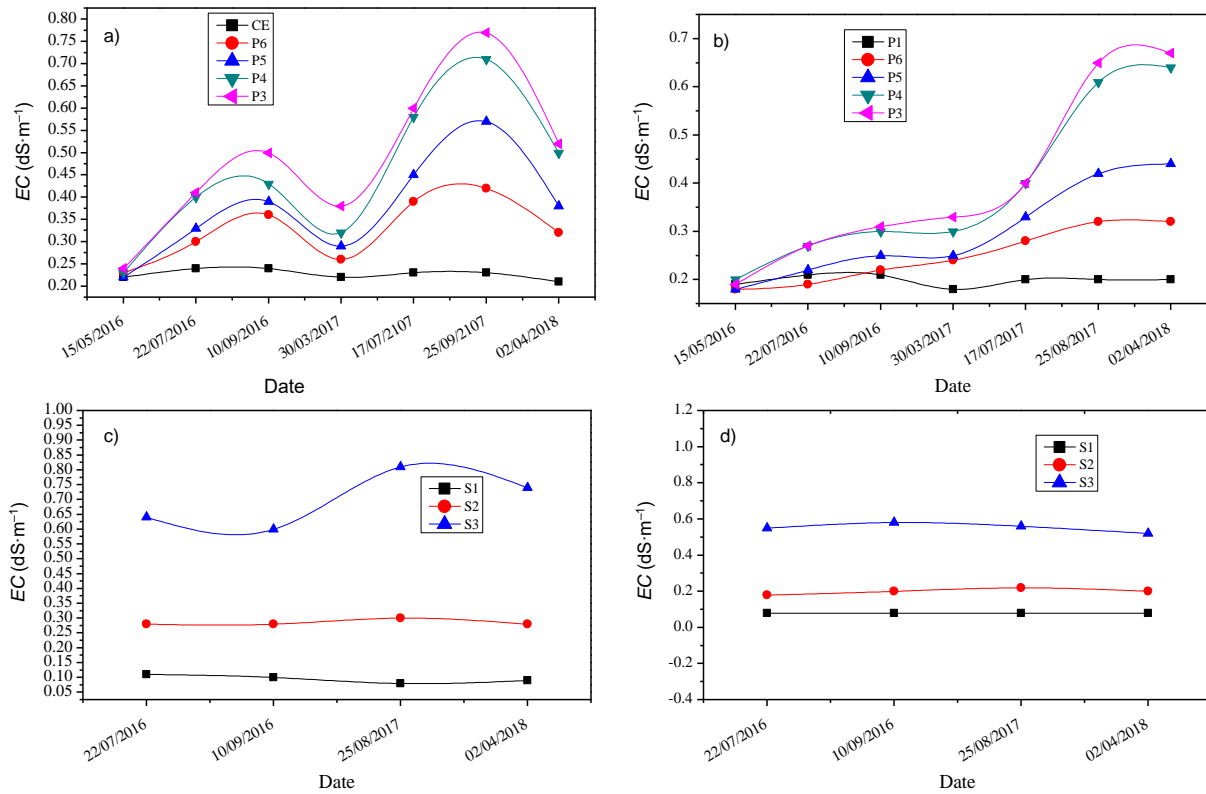 a)
CE
P6
P5
P4
P3
EC (dS·m⁻¹)
0.80
0.75
0.70
0.65
0.60
0.55
0.50
0.45
0.40
0.35
0.30
0.25
0.20
15/05/2016
22/07/2016
10/09/2016
30/03/2017
17/07/2107
25/09/2107
02/04/2018
Date
b)
P1
P6
P5
P4
P3
EC (dS·m⁻¹)
0.7
0.6
0.5
0.4
0.3
0.2
15/05/2016
22/07/2016
10/09/2016
30/03/2017
17/07/2017
25/08/2017
02/04/2018
Date
c)
S1
S2
S3
EC (dS·m⁻¹)
1.00
0.95
0.90
0.85
0.80
0.75
0.70
0.65
0.60
0.55
0.50
0.45
0.40
0.35
0.30
0.25
0.20
0.15
0.10
0.05
22/07/2016
10/09/2016
25/08/2017
02/04/2018
Date
d)
S1
S2
S3
EC (dS·m⁻¹)
1.2
1.0
0.8
0.6
0.4
0.2
0.0
-0.2
-0.4
22/07/2016
10/09/2016
25/08/2017
02/04/2018
Date